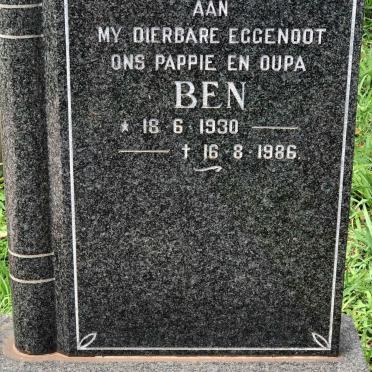 AAN
MY DIERBARE EGGENOOT
ONS PAPPIE EN OUPA
BEN
* 18·6·1930
† 16·8·1986